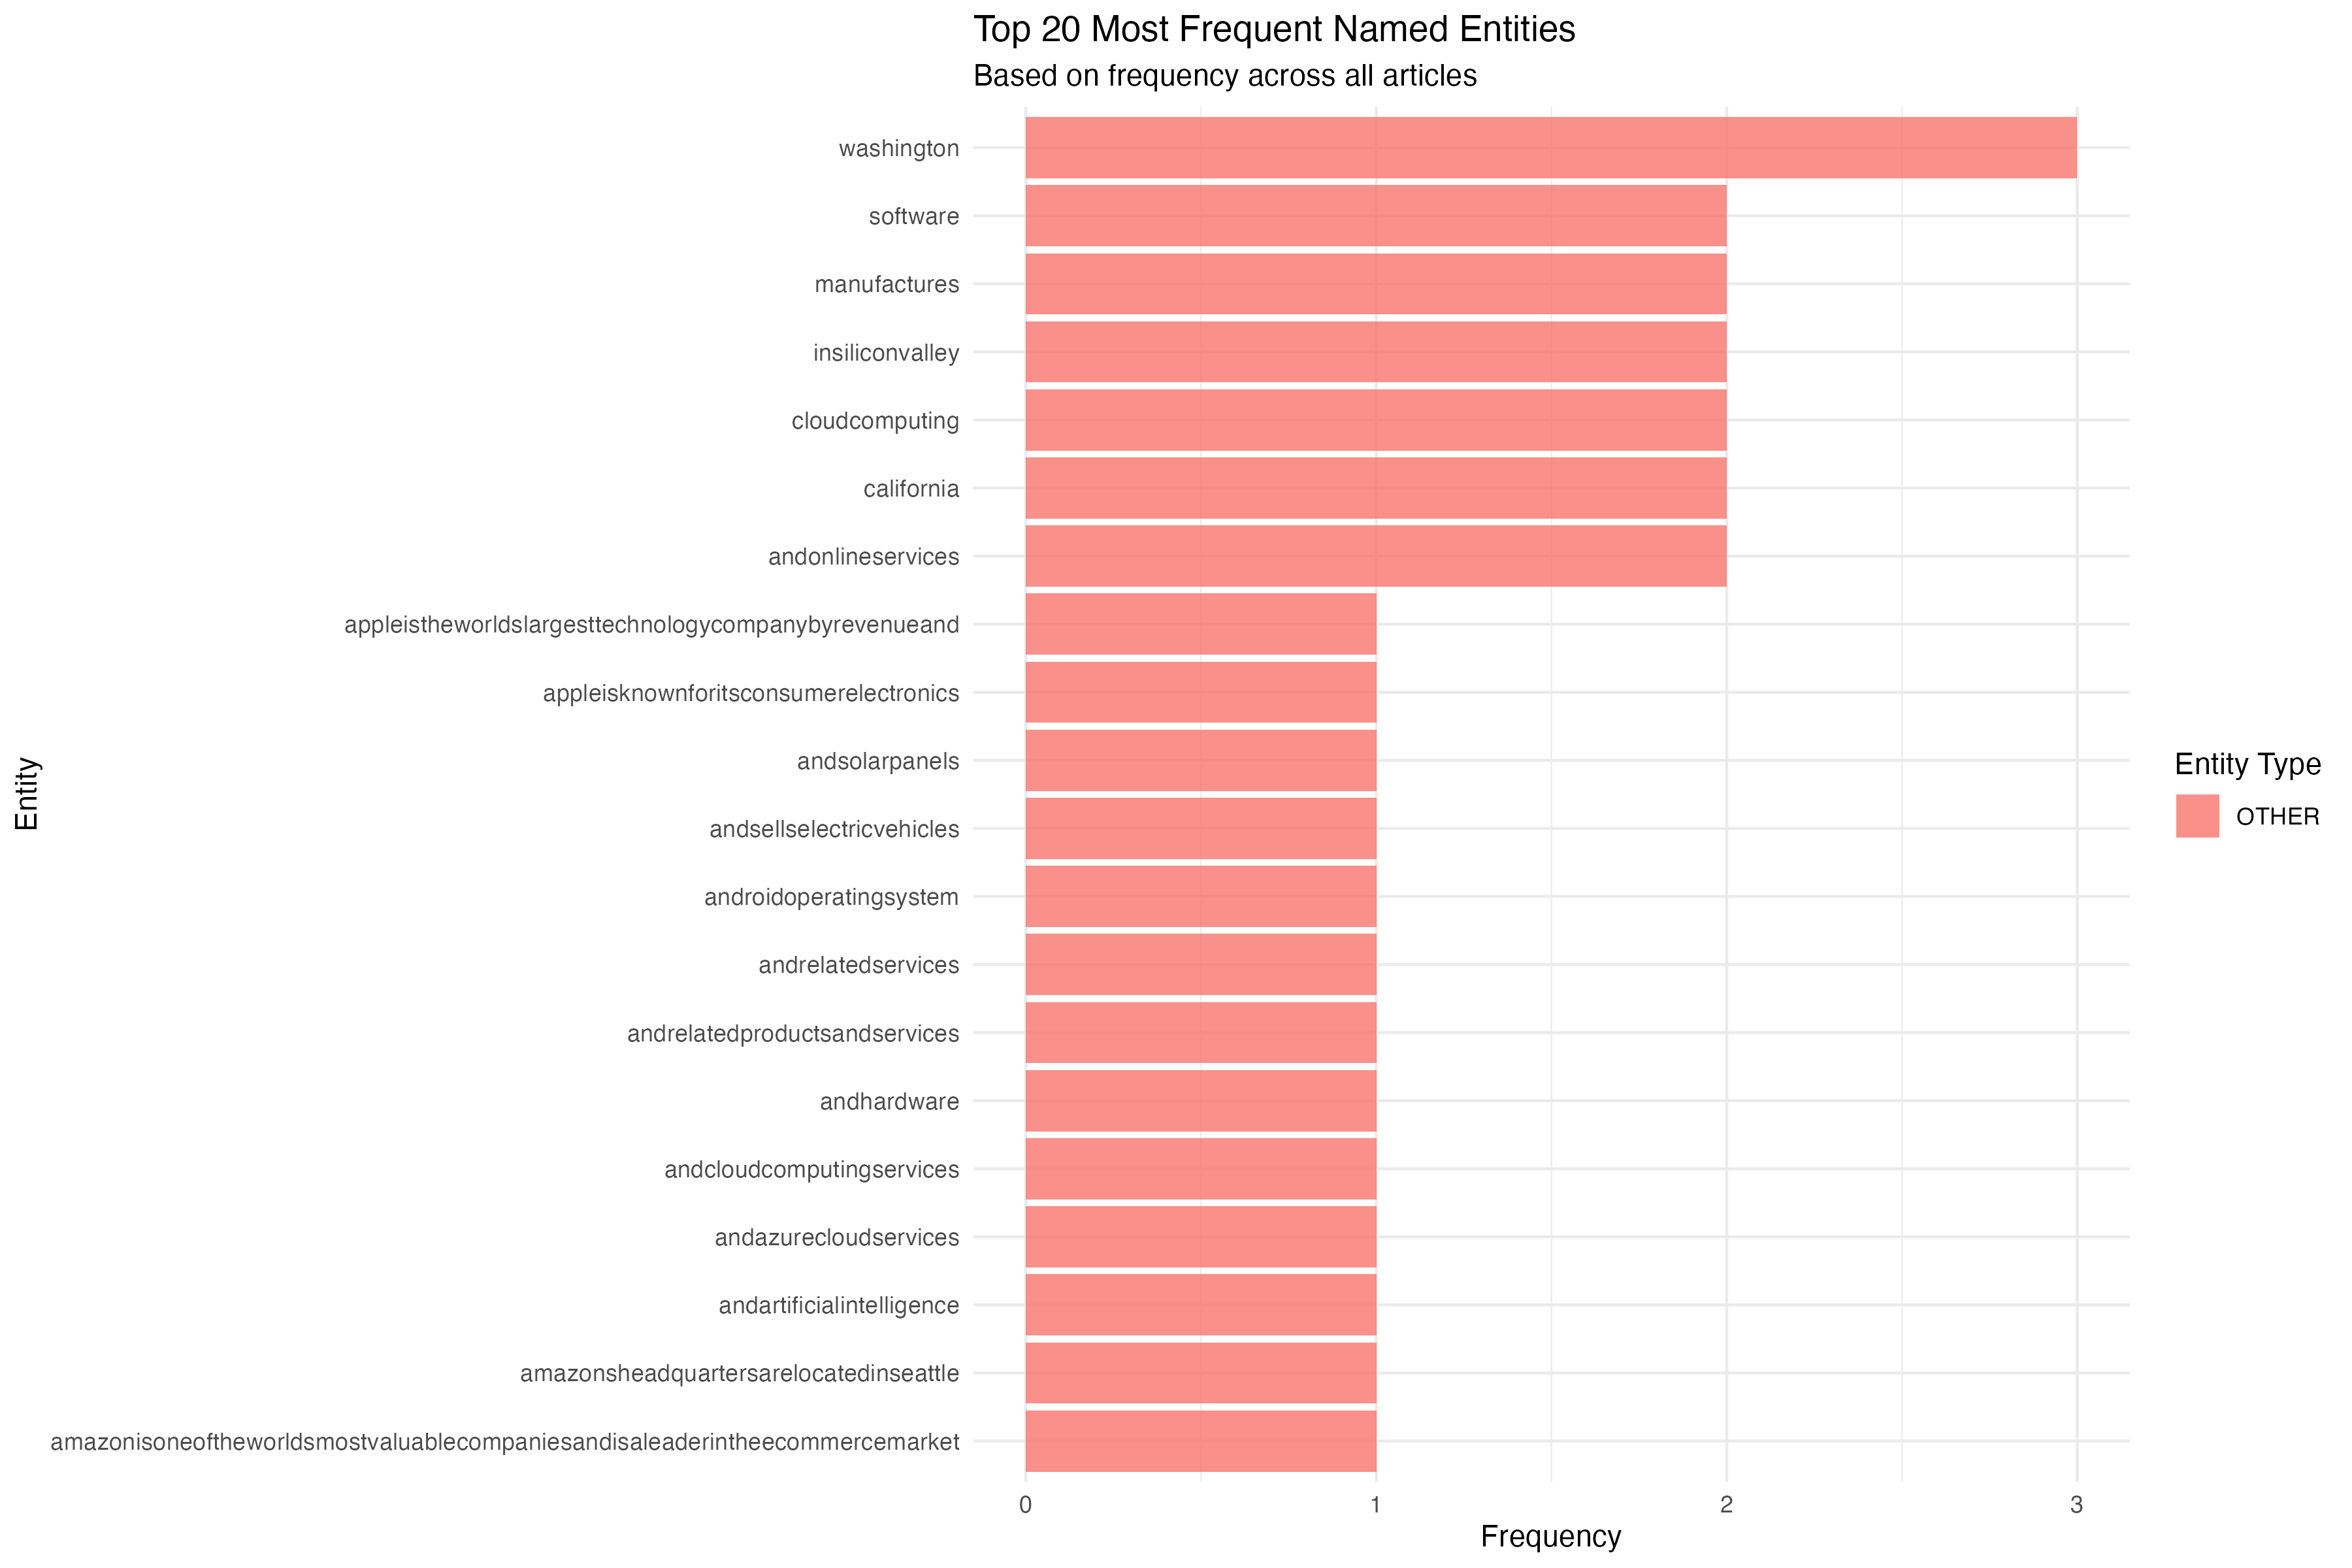 Top 20 Most Frequent Named Entities
Based on frequency across all articles
Entity
washington
software
manufactures
insiliconvalley
cloudcomputing
california
andonlineservices
appleistheworldslargesttechnologycompanybyrevenueand
appleisknownforitsconsumerelectronics
andsolarpanels
andsellselectricvehicles
androidoperatingsystem
andrelatedservices
andrelatedproductsandservices
andhardware
andcloudcomputingservices
andazurecloudservices
andartificialintelligence
amazonsheadquartersarelocatedinseattle
amazonisoneoftheworldsmostvaluablecompaniesandisaleaderintheecommercemarket
0 1 2 3
Frequency
Entity Type
OTHER